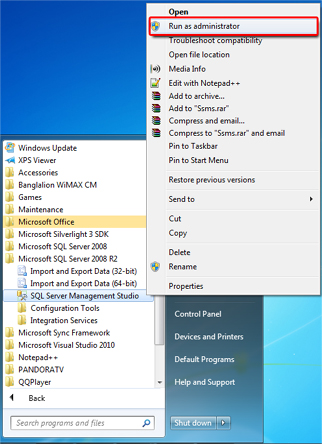 Open
Run as administrator
Troubleshoot compatibility
Open file location
Media Info
Edit with Notepad++
Add to archive...
Add to "Ssms.rar"
Compress and email...
Compress to "Ssms.rar" and email
Pin to Taskbar
Pin to Start Menu
Restore previous versions
Send to
Cut
Copy
Delete
Rename
Properties
Windows Update
XPS Viewer
Accessories
Banglalion WiMAX CM
Games
Maintenance
Microsoft Office
Microsoft Silverlight 3 SDK
Microsoft SQL Server 2008
Microsoft SQL Server 2008 R2
Import and Export Data (32-bit)
Import and Export Data (64-bit)
SQL Server Management Studio
Configuration Tools
Integration Services
Microsoft Sync Framework
Microsoft Visual Studio 2010
Notepad++
PANDORATV
QQPlayer
Back
Search programs and files
Control Panel
Devices and Printers
Default Programs
Help and Support
Shut down